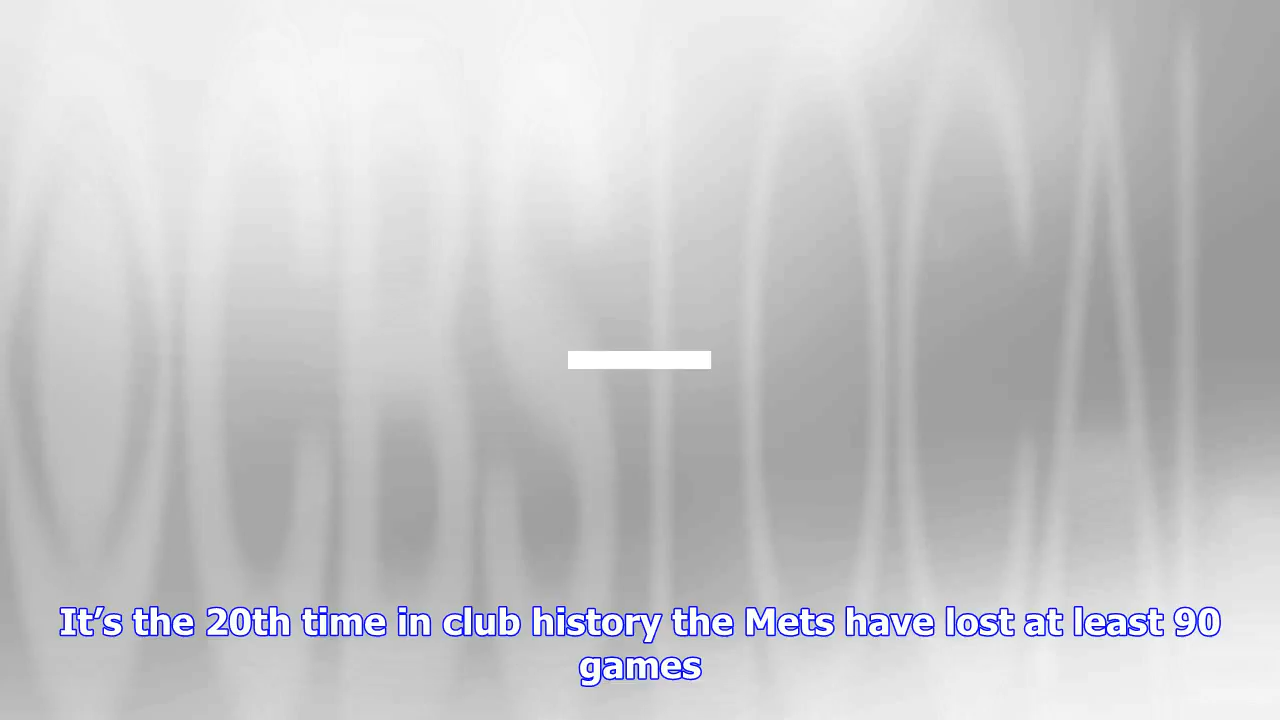 It’s the 20th time in club history the Mets have lost at least 90
games